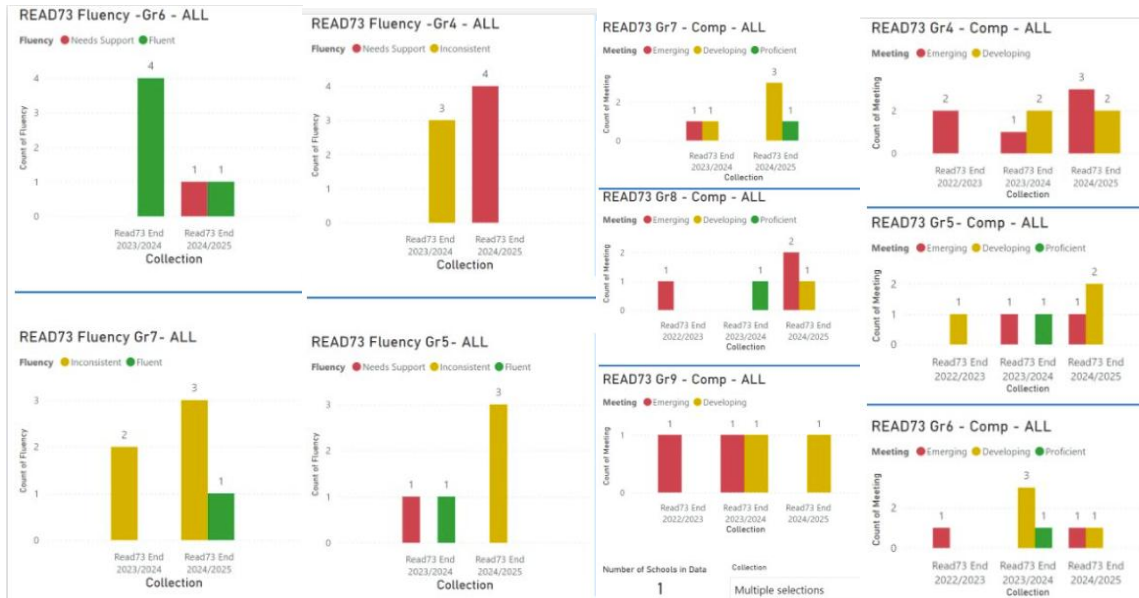 READ73 Fluency -Gr6 - ALL
Fluency Needs Support Fluent
Count of Fluency
4
3
2
1
0
4
1 1
Read73 End
2023/2024
Read73 End
2024/2025
Collection
READ73 Fluency Gr7- ALL
Fluency Inconsistent Fluent
Count of Fluency
3
2
1
0
2
3
1
Read73 End
2023/2024
Read73 End
2024/2025
Collection
READ73 Fluency -Gr4 - ALL
Fluency Needs Support Inconsistent
Count of Fluency
4
3
2
1
0
3
4
Read73 End
2023/2024
Read73 End
2024/2025
Collection
READ73 Fluency Gr5- ALL
Fluency Needs Support Inconsistent Fluent
Count of Fluency
3
2
1
0
1 1
3
Read73 End
2023/2024
Read73 End
2024/2025
Collection
READ73 Gr7 - Comp - ALL
Meeting Emerging Developing Proficient
Count of Meeting
2
0
1 1
3
1
Read73 End
2023/2024
Read73 End
2024/2025
Collection
READ73 Gr8 - Comp - ALL
Meeting Emerging Developing Proficient
Count of Meeting
2
1
0
1
1
2
1
Read73 End
2022/2023
Read73 End
2023/2024
Read73 End
2024/2025
Collection
READ73 Gr9 - Comp - ALL
Meeting Emerging Developing
Count of Meeting
1
0
1
1 1
1
Read73 End
2022/2023
Read73 End
2023/2024
Read73 End
2024/2025
Collection
Number of Schools in Data
1
Collection
Multiple selections
READ73 Gr4 - Comp - ALL
Meeting Emerging Developing
Count of Meeting
2
0
2
1
2
3
2
Read73 End
2022/2023
Read73 End
2023/2024
Read73 End
2024/2025
Collection
READ73 Gr5- Comp - ALL
Meeting Emerging Developing Proficient
Count of Meeting
2
1
0
1
1 1
1
2
Read73 End
2022/2023
Read73 End
2023/2024
Read73 End
2024/2025
Collection
READ73 Gr6 - Comp - ALL
Meeting Emerging Developing Proficient
Count of Meeting
2
0
1
3
1
1 1
Read73 End
2022/2023
Read73 End
2023/2024
Read73 End
2024/2025
Collection